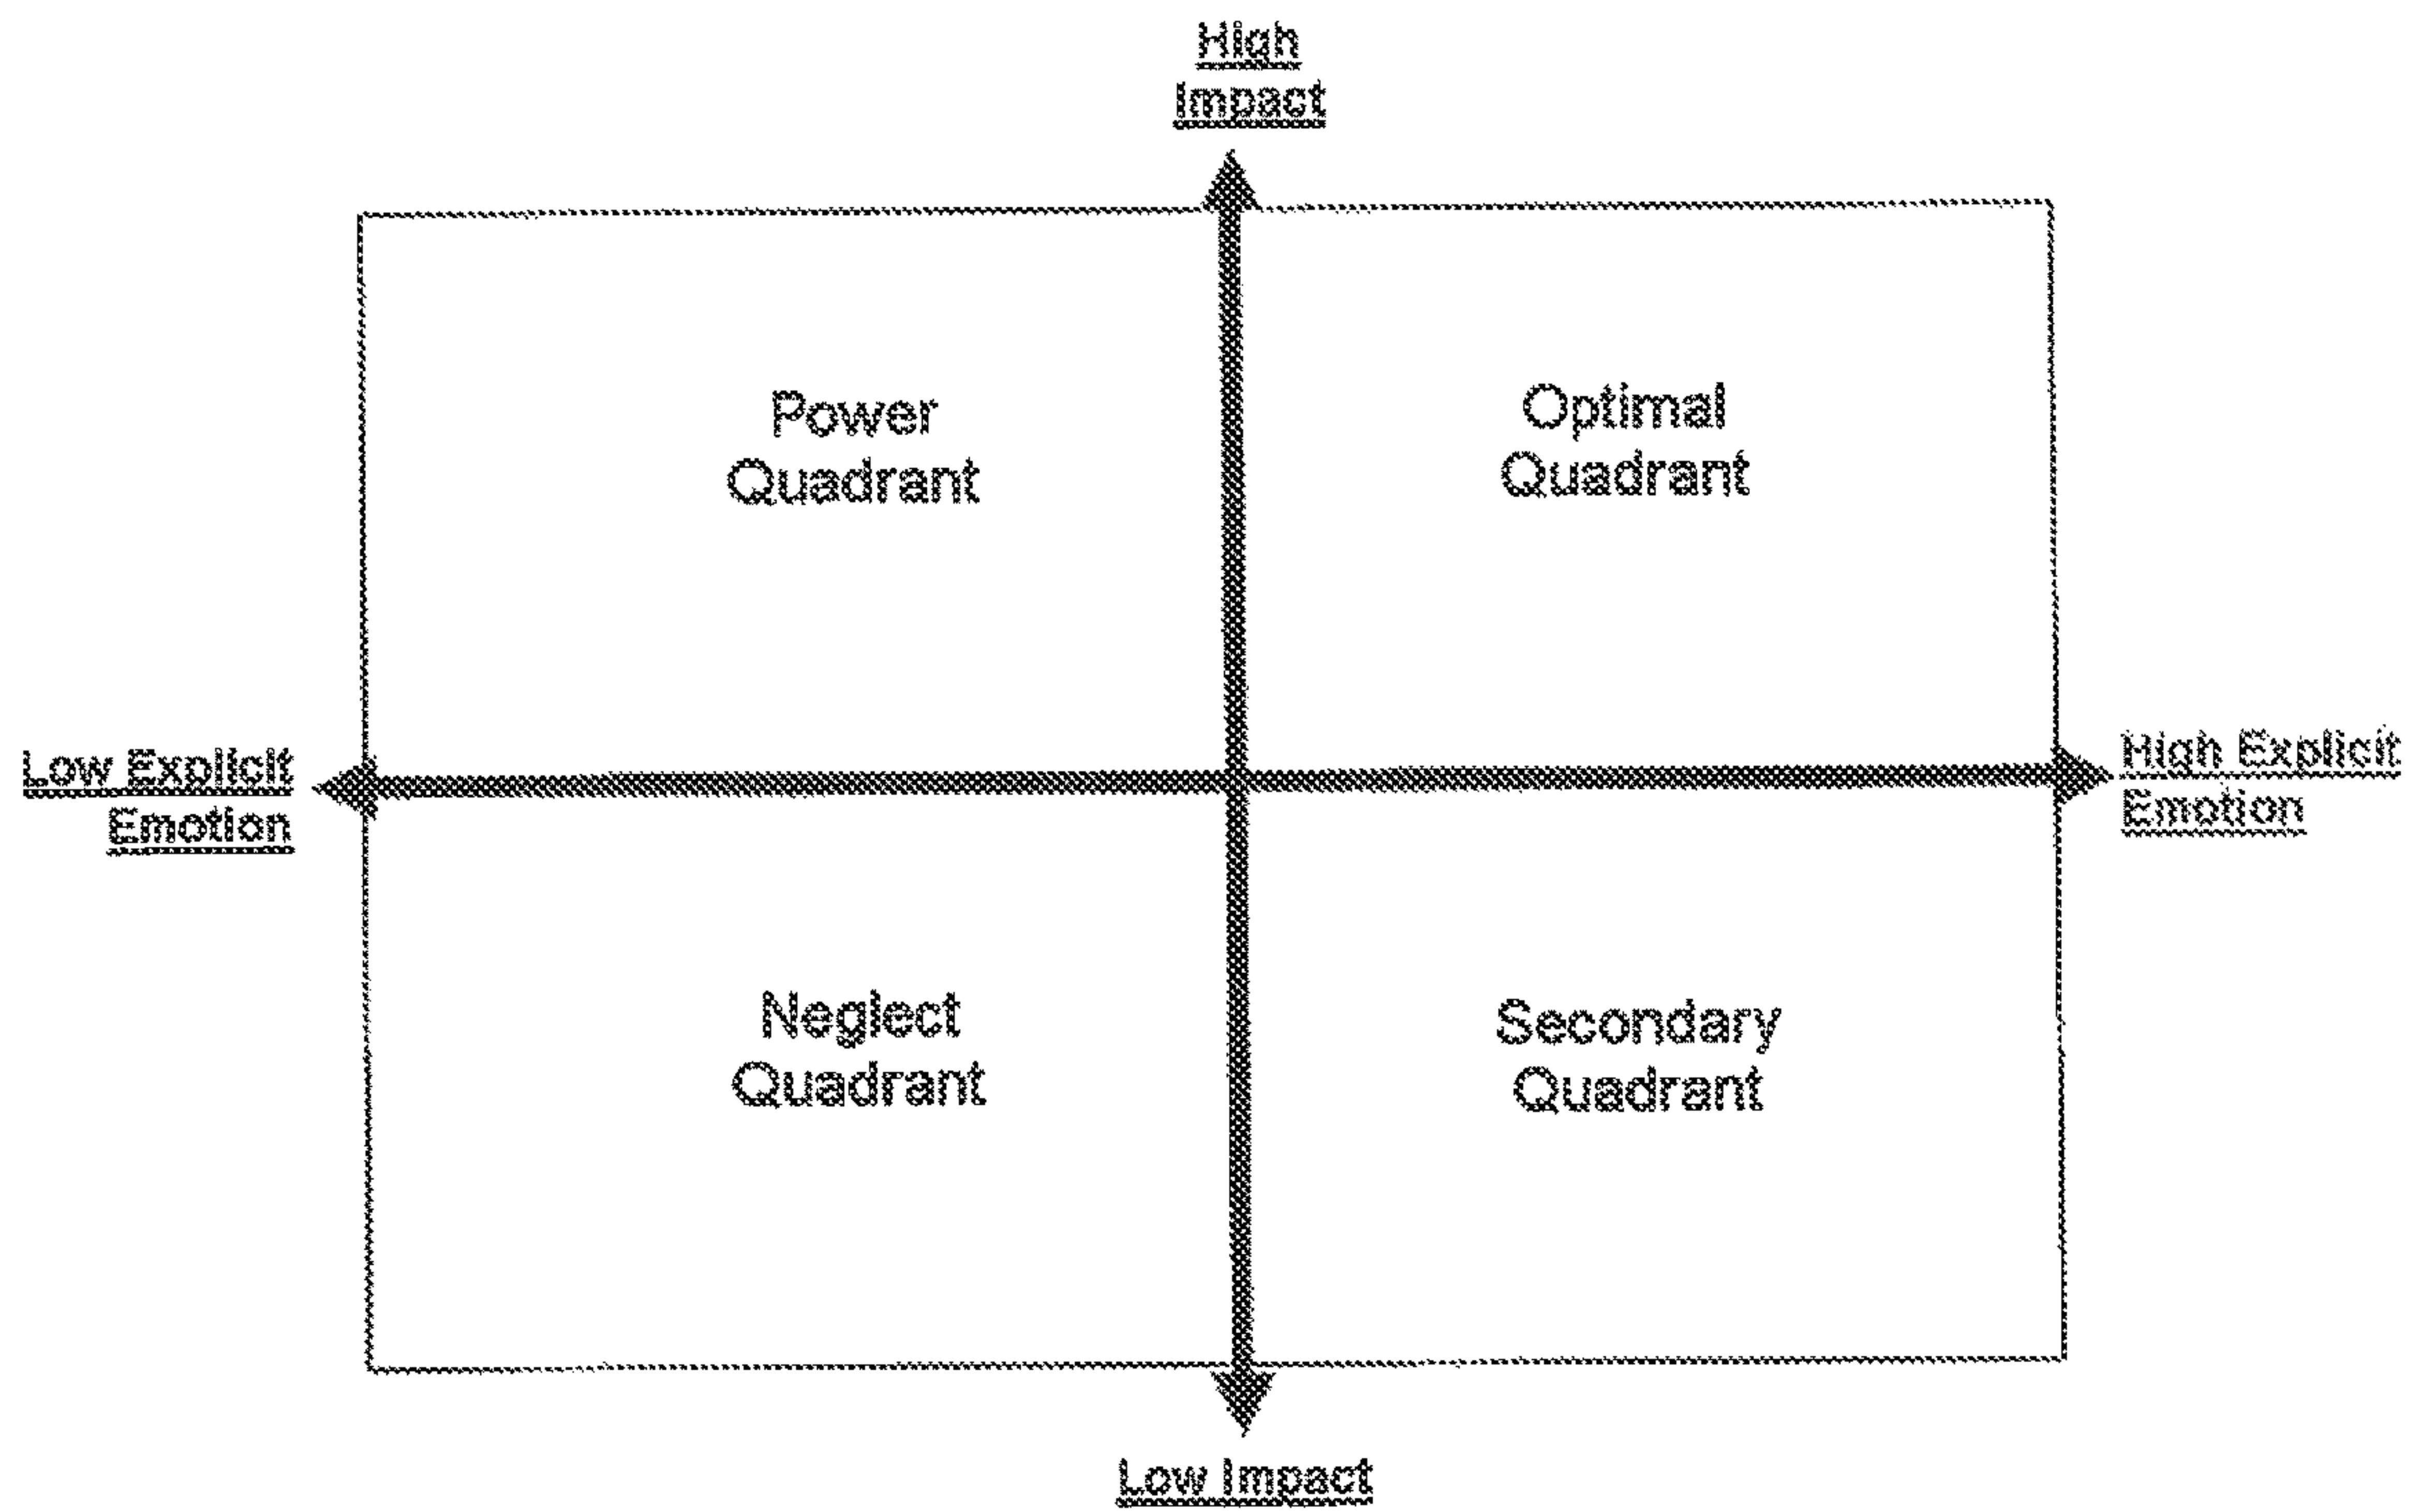 High
Impact
Power
Quadrant
Optimal
Quadrant
Low Explicit
Emotion
High Explicit
Emotion
Neglect
Quadrant
Secondary
Quadrant
Low Impact